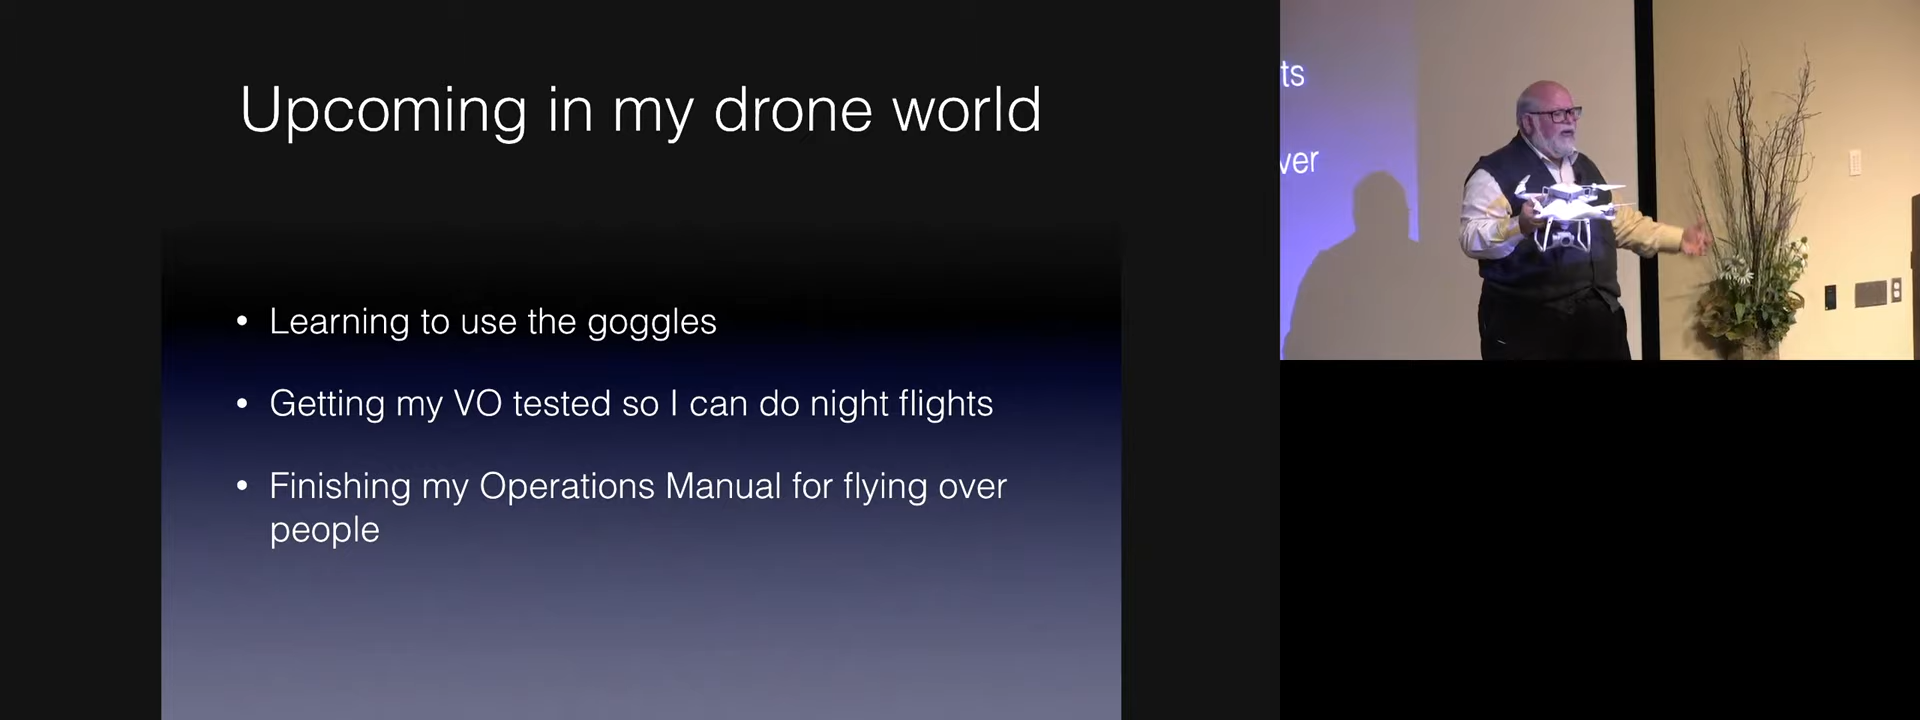 Upcoming in my drone world
• Learning to use the goggles
• Getting my VO tested so I can do night flights
• Finishing my Operations Manual for flying over
people
ts
ver